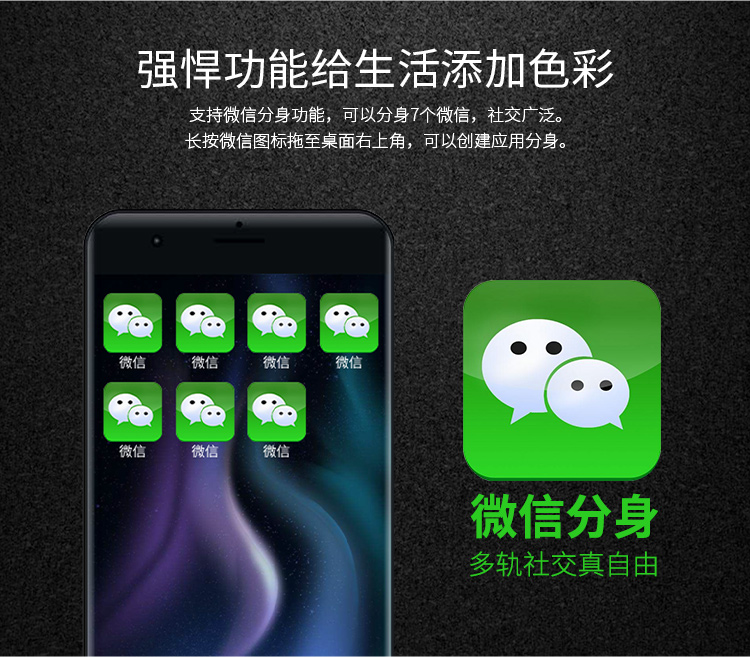 强悍功能给生活添加色彩
支持微信分身功能，可以分身7个微信，社交广泛。
长按微信图标拖至桌面右上角，可以创建应用分身。
微信 微信 微信 微信
微信 微信 微信
微信分身
多轨社交真自由